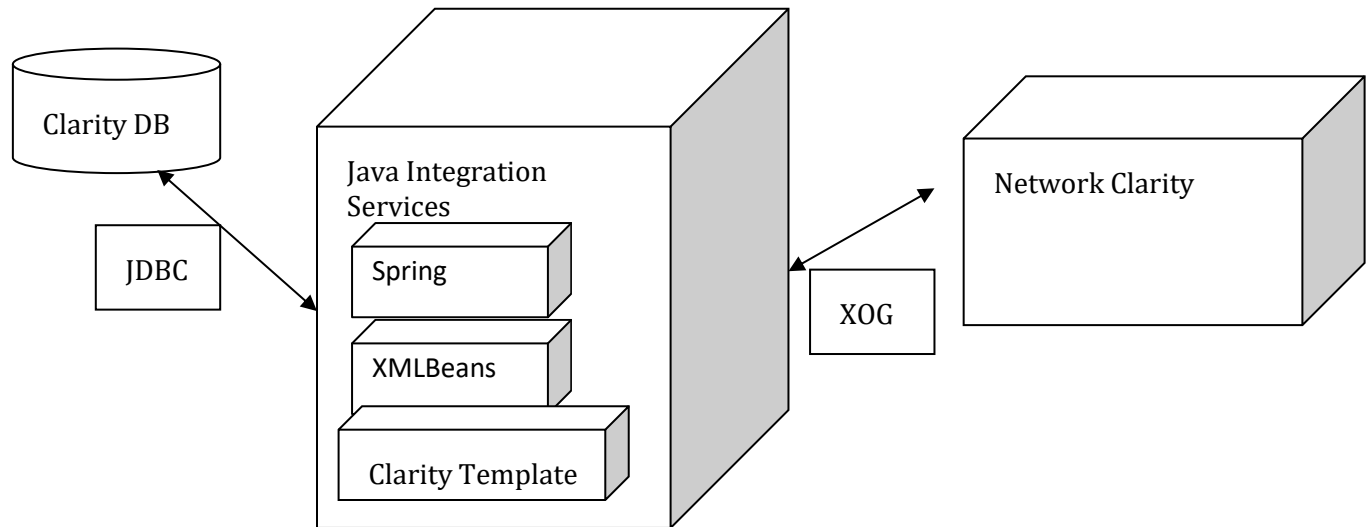 Clarity DB
JDBC
Java Integration
Services
Spring
XMLBeans
Clarity Template
XOG
Network Clarity